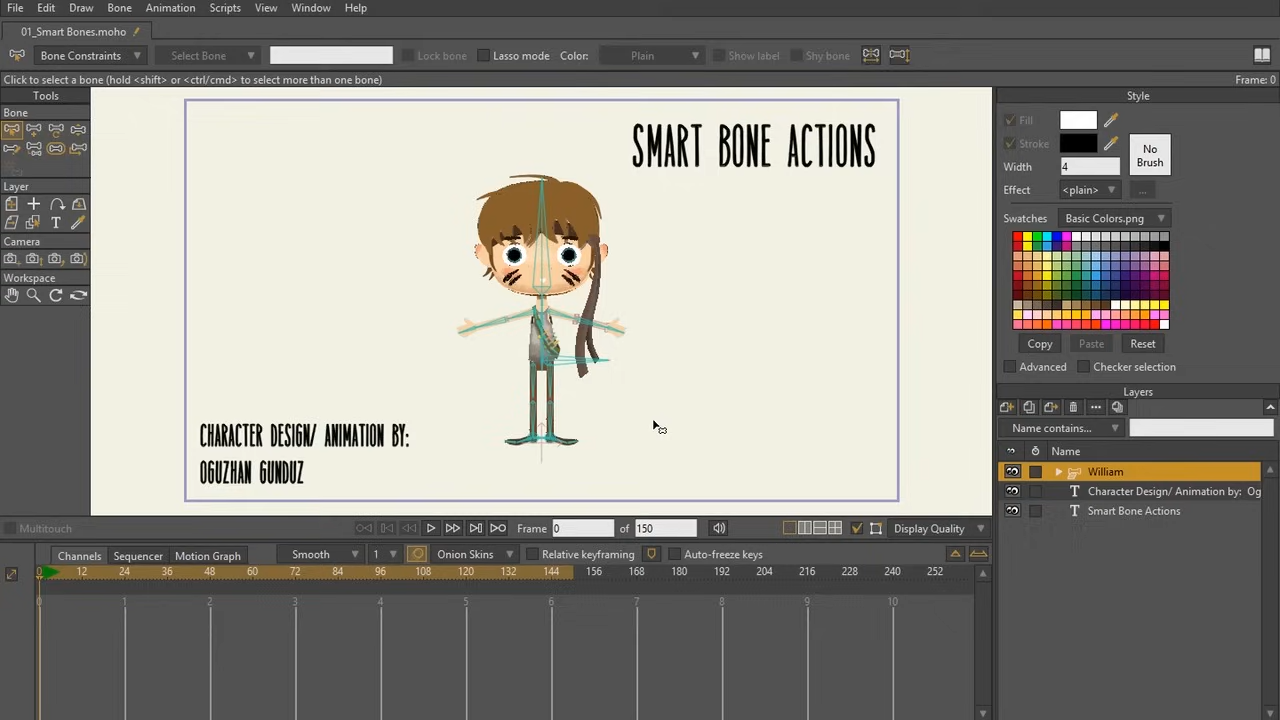 File Edit Draw Bone Animation Scripts View Window Help
01_Smart Bones.moho
Bone Constraints Select Bone Lock bone Lasso mode Color: Plain Show label Shy bone
Click to select a bone (hold <shift> or <ctrl/cmd> to select more than one bone) Frame: 0
Tools Style
Bone
Fill
Stroke No Brush
Width 4
Effect <plain> ...
Layer
Swatches Basic Colors.png
Camera
Workspace
SMART BONE ACTIONS
Copy Paste Reset
Advanced Checker selection
Layers
Name contains...
CHARACTER DESIGN/ ANIMATION BY:
OGUZHAN GUNDUZ
Name
William
Character Design/ Animation by: Og
Smart Bone Actions
Multitouch Frame 0 of 150 Display Quality
Channels Sequencer Motion Graph Smooth 1 Onion Skins Relative keyframing Auto-freeze keys
0 12 24 36 48 60 72 84 96 108 120 132 144 156 168 180 192 204 216 228 240 252
0 1 2 3 4 5 6 7 8 9 10